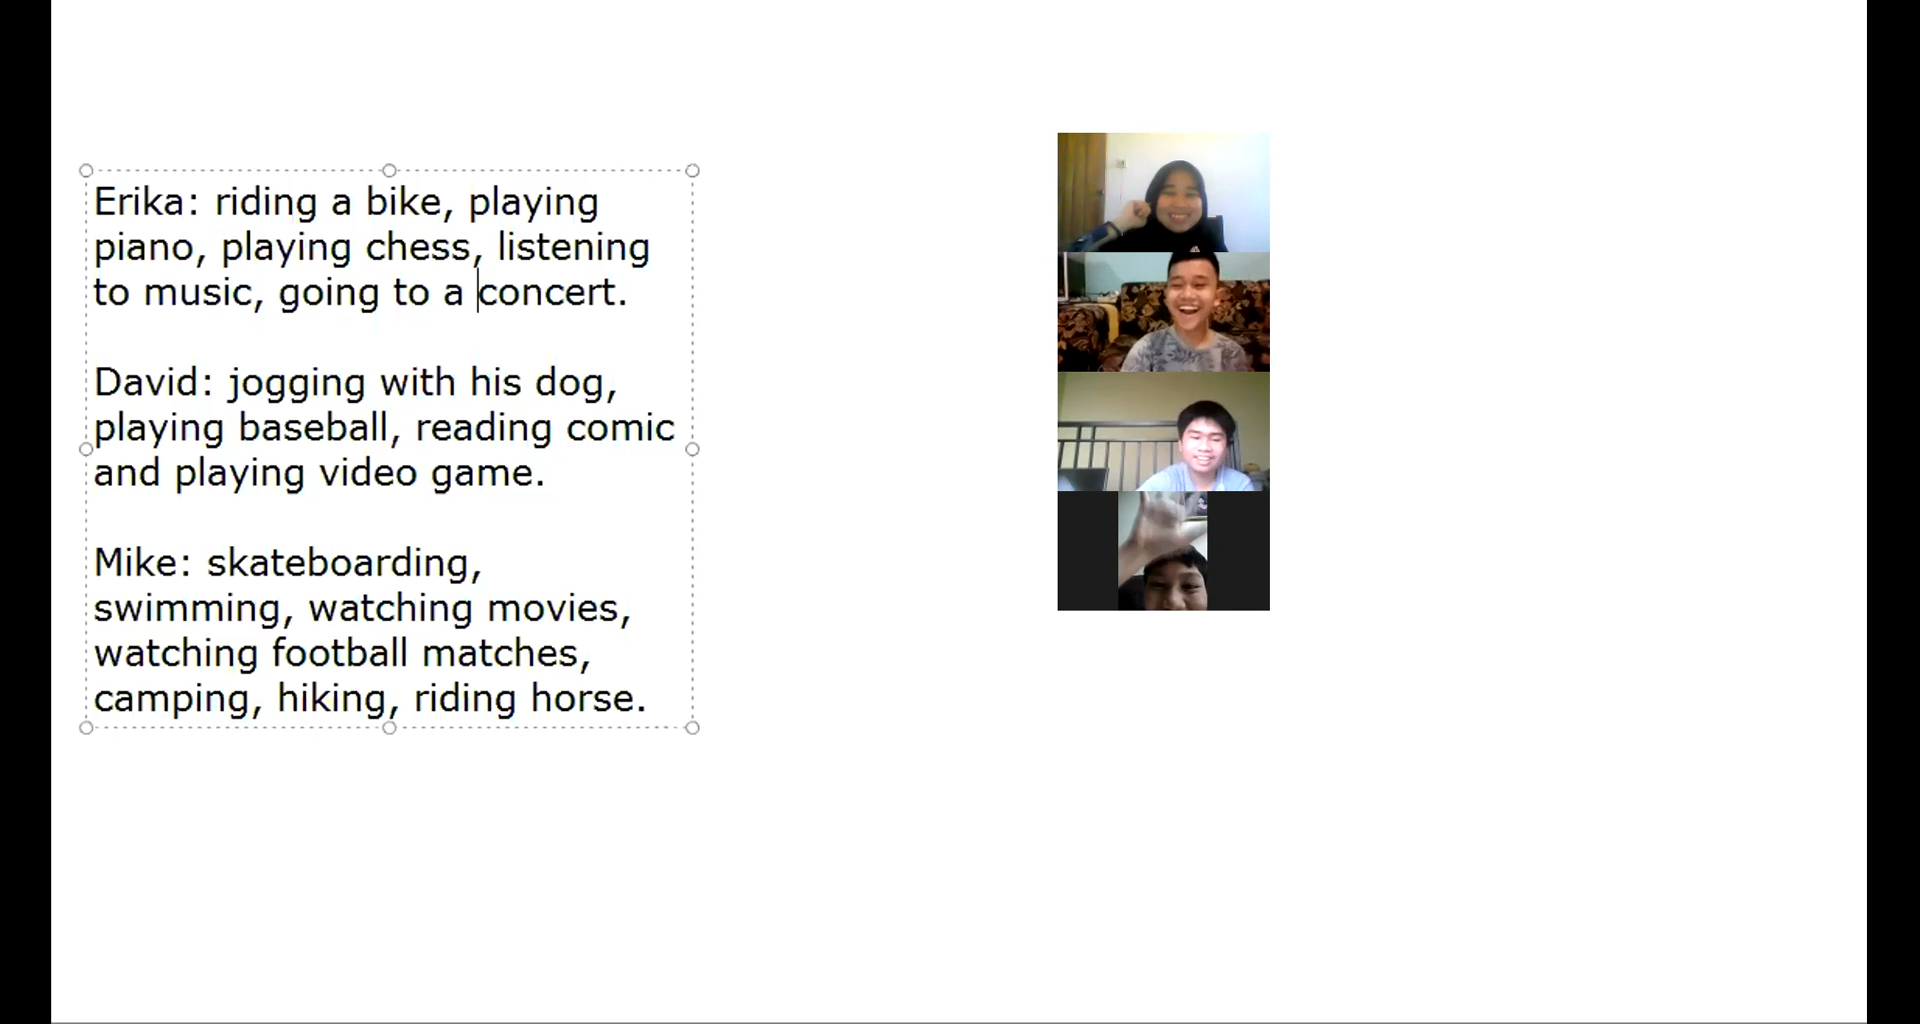 Erika: riding a bike, playing
piano, playing chess, listening
to music, going to a concert.
David: jogging with his dog,
playing baseball, reading comic
and playing video game.
Mike: skateboarding,
swimming, watching movies,
watching football matches,
camping, hiking, riding horse.